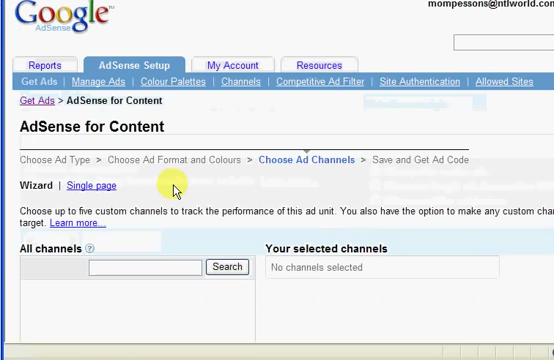 mompessons@ntlworld.com
Google
AdSense
Reports AdSense Setup My Account Resources
Get Ads | Manage Ads | Colour Palettes | Channels | Competitive Ad Filter | Site Authentication | Allowed Sites
Get Ads > AdSense for Content
AdSense for Content
Choose Ad Type > Choose Ad Format and Colours > Choose Ad Channels > Save and Get Ad Code
Wizard | Single page
Choose up to five custom channels to track the performance of this ad unit. You also have the option to make any custom cha
target. Learn more...
All channels ? Your selected channels
Search No channels selected